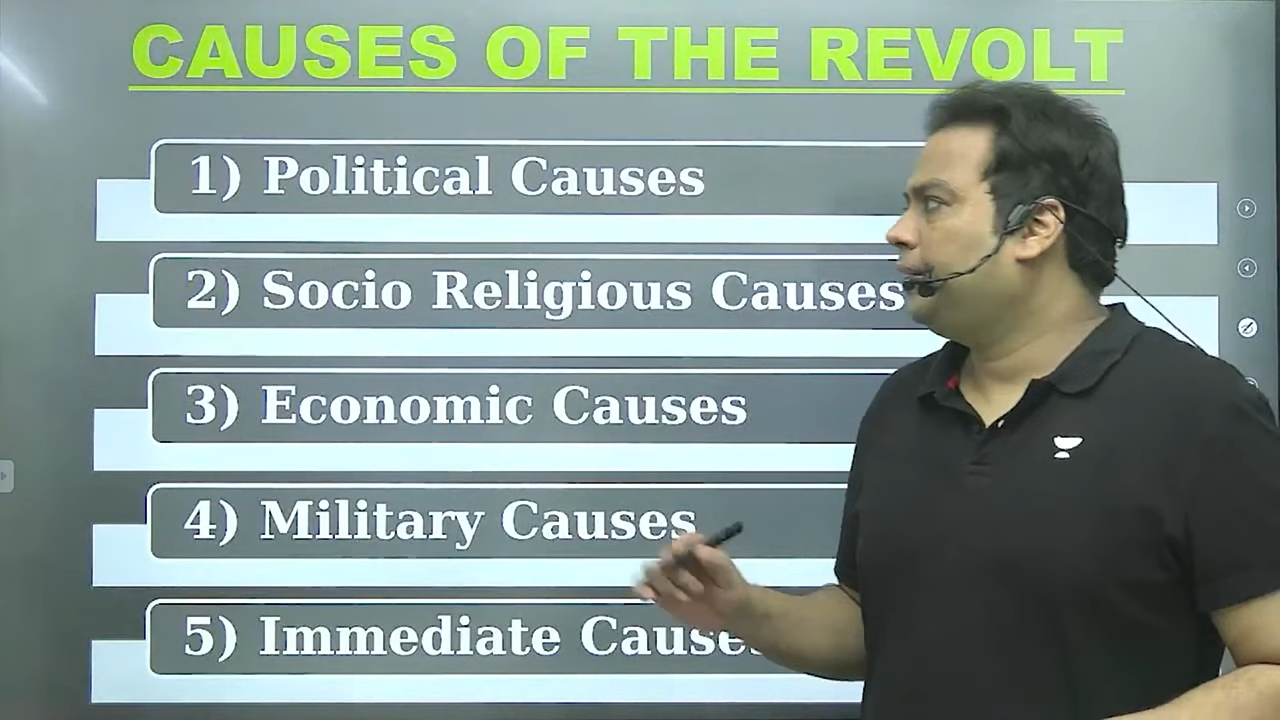 CAUSES OF THE REVOLT
1) Political Causes
2) Socio Religious Causes
3) Economic Causes
4) Military Causes
5) Immediate Causes